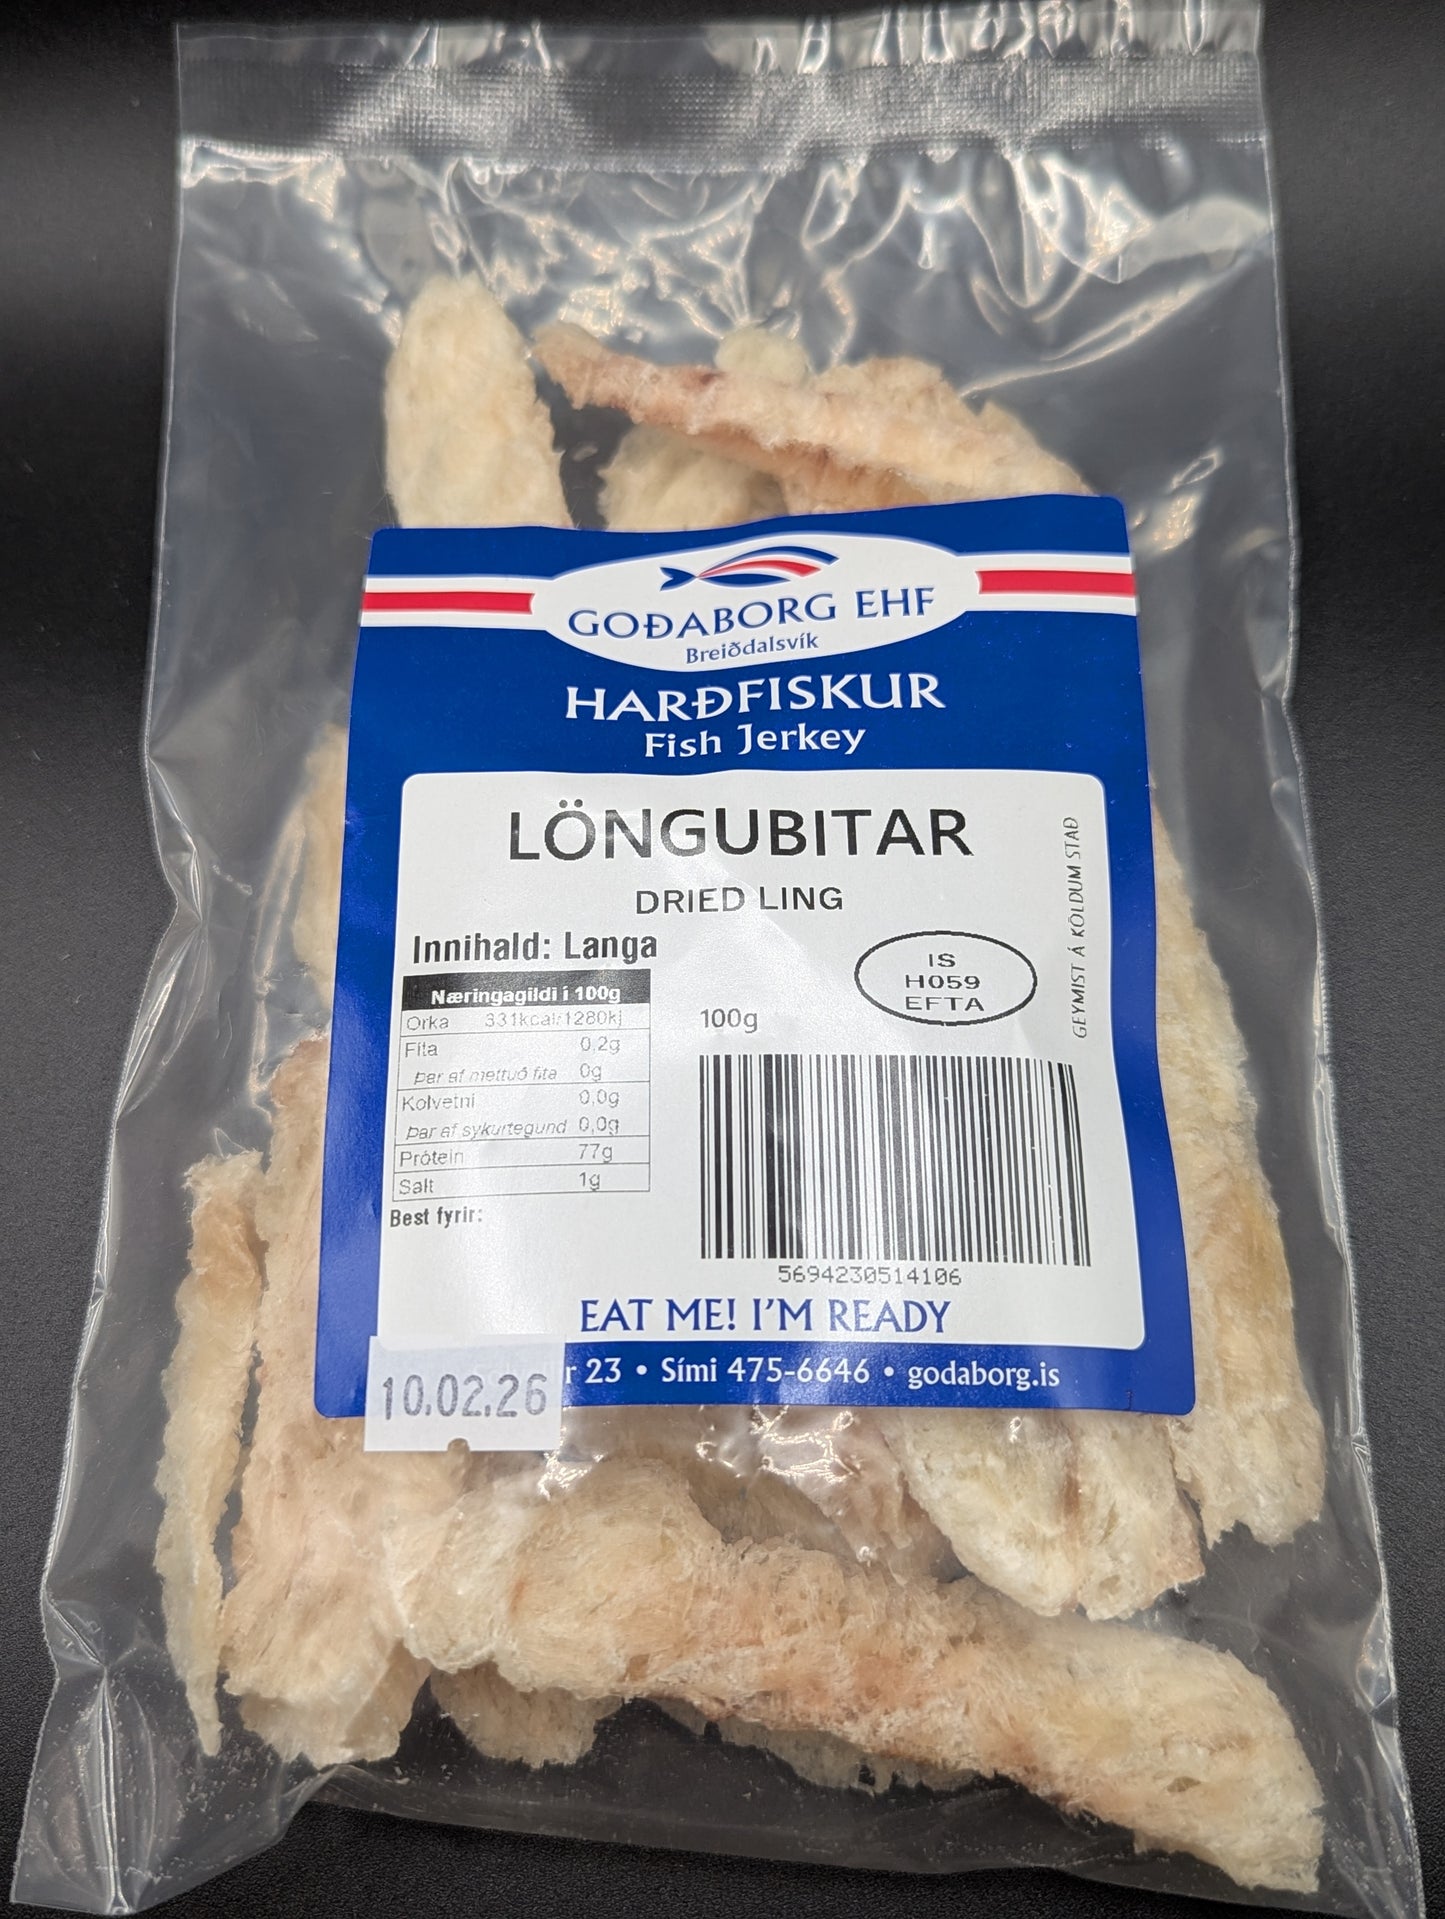 GOÐABORG EHF
Breiðdalsvík
HARÐFISKUR
Fish Jerkey
LÖNGUBITAR
DRIED LING
Innihald: Langa
Næringagildi í 100g
Orka 331kcal/1280kj
Fita 0,2g
Þar af mettuð fita 0g
Kolvetni 0,0g
Þar af sykurtegund 0,0g
Prótein 77g
Salt 1g
Best fyrir:
100g
IS
H059
EFTA
GEYMIST Á KÖLDUM STAÐ
5694230514106
EAT ME! I'M READY
23 • Sími 475-6646 • godaborg.is
10.02.26